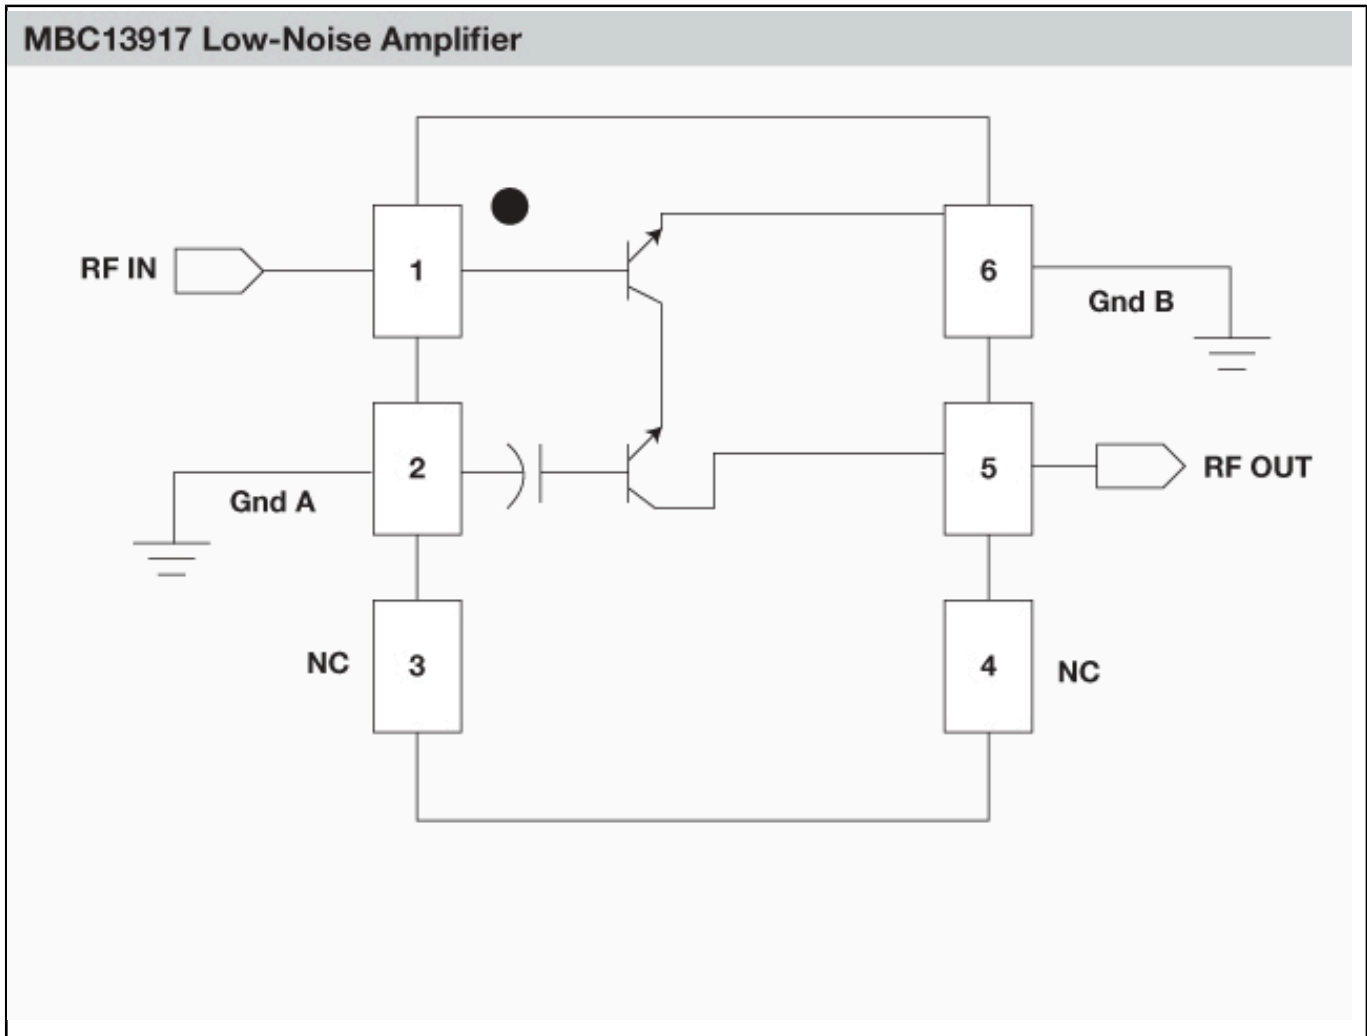 MBC13917 Low-Noise Amplifier
RF IN
1
6
Gnd B
2
Gnd A
5
RF OUT
NC
3
4
NC